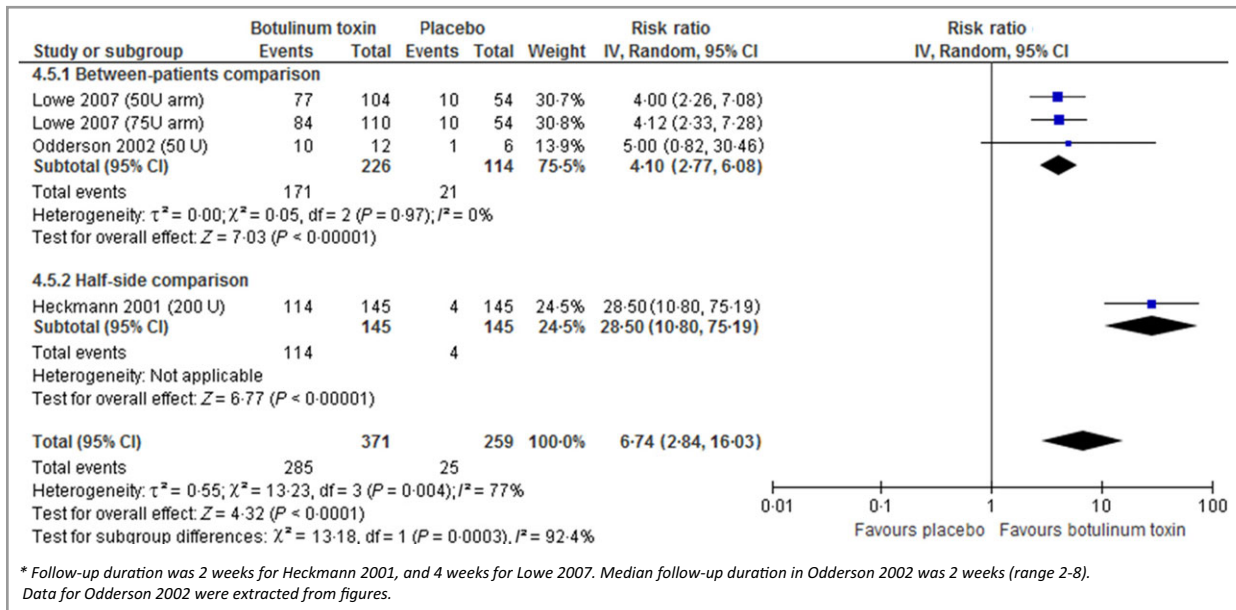 Botulinum toxin Placebo Risk ratio Risk ratio
Study or subgroup Events Total Events Total Weight IV, Random, 95% CI IV, Random, 95% CI
4.5.1 Between-patients comparison
Lowe 2007 (50U arm) 77 104 10 54 30·7% 4·00 (2·26, 7·08)
Lowe 2007 (75U arm) 84 110 10 54 30·8% 4·12 (2·33, 7·28)
Odderson 2002 (50 U) 10 12 1 6 13·9% 5·00 (0·82, 30·46)
Subtotal (95% CI) 226 114 75·5% 4·10 (2·77, 6·08)
Total events 171 21
Heterogeneity: τ² = 0·00; χ² = 0·05, df = 2 (P = 0·97); I² = 0%
Test for overall effect: Z = 7·03 (P < 0·00001)
4.5.2 Half-side comparison
Heckmann 2001 (200 U) 114 145 4 145 24·5% 28·50 (10·80, 75·19)
Subtotal (95% CI) 145 145 24·5% 28·50 (10·80, 75·19)
Total events 114 4
Heterogeneity: Not applicable
Test for overall effect: Z = 6·77 (P < 0·00001)
Total (95% CI) 371 259 100·0% 6·74 (2·84, 16·03)
Total events 285 25
Heterogeneity: τ² = 0·55; χ² = 13·23, df = 3 (P = 0·004); I² = 77%
Test for overall effect: Z = 4·32 (P < 0·0001)
Test for subgroup differences: χ² = 13·18, df = 1 (P = 0·0003), I² = 92·4%
0·01 0·1 1 10 100
Favours placebo Favours botulinum toxin
* Follow-up duration was 2 weeks for Heckmann 2001, and 4 weeks for Lowe 2007. Median follow-up duration in Odderson 2002 was 2 weeks (range 2-8).
Data for Odderson 2002 were extracted from figures.